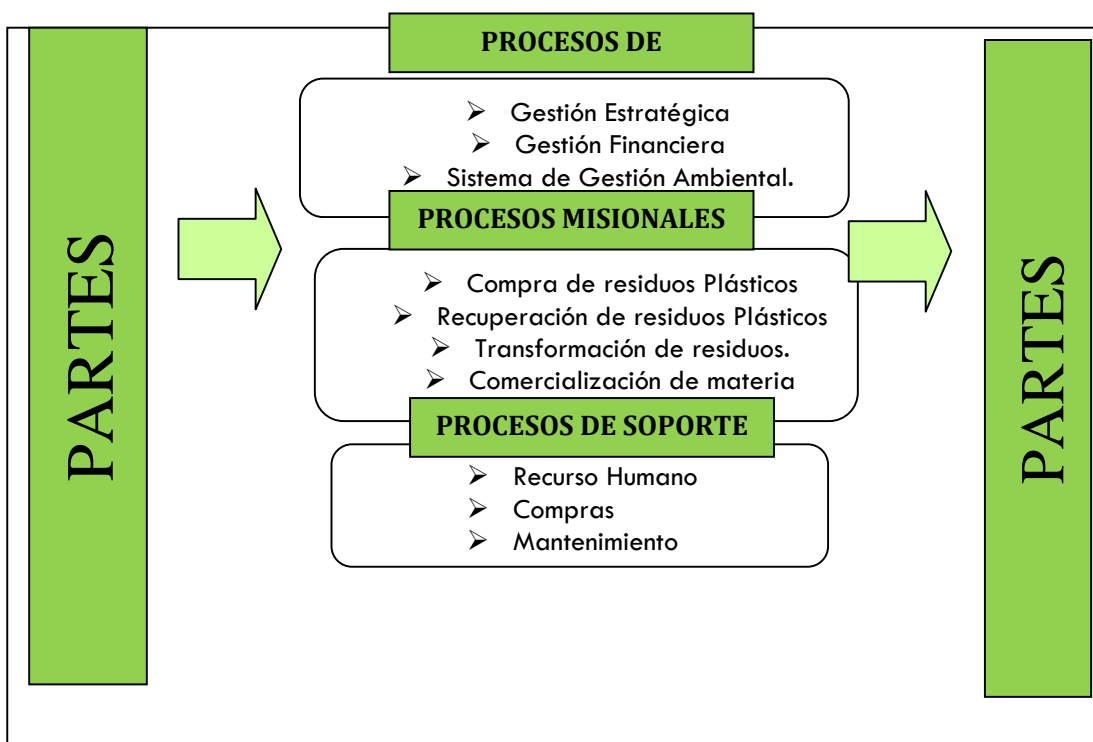 PARTES
PROCESOS DE
➢ Gestión Estratégica
➢ Gestión Financiera
➢ Sistema de Gestión Ambiental.
PROCESOS MISIONALES
➢ Compra de residuos Plásticos
➢ Recuperación de residuos Plásticos
➢ Transformación de residuos.
➢ Comercialización de materia
PROCESOS DE SOPORTE
➢ Recurso Humano
➢ Compras
➢ Mantenimiento
PARTES